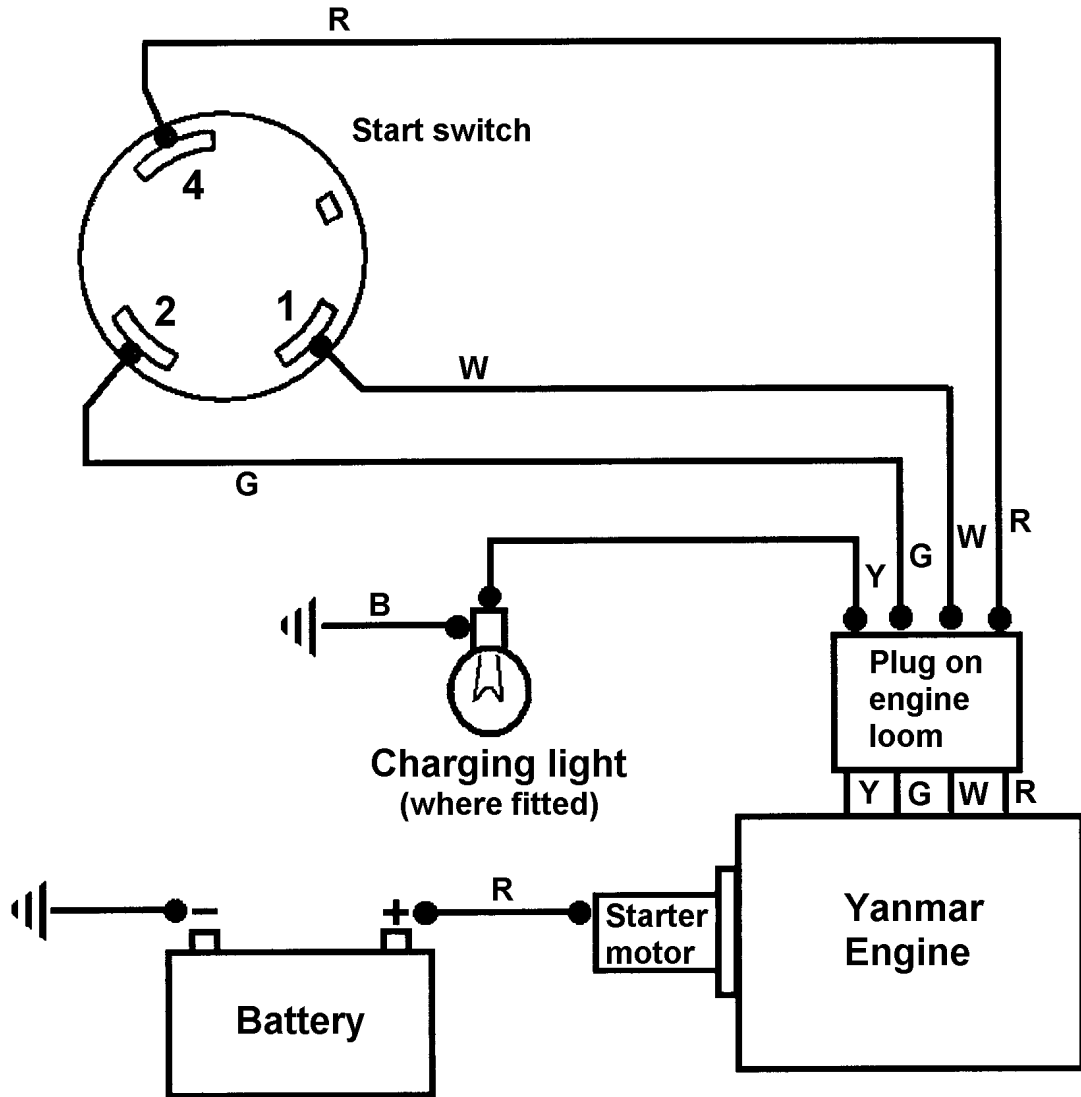 R
Start switch
4
2
1
W
G
R
W
G
Y
B
Plug on
engine
loom
Charging light
(where fitted)
Y G W R
R
− +
Starter
motor
Yanmar
Engine
Battery